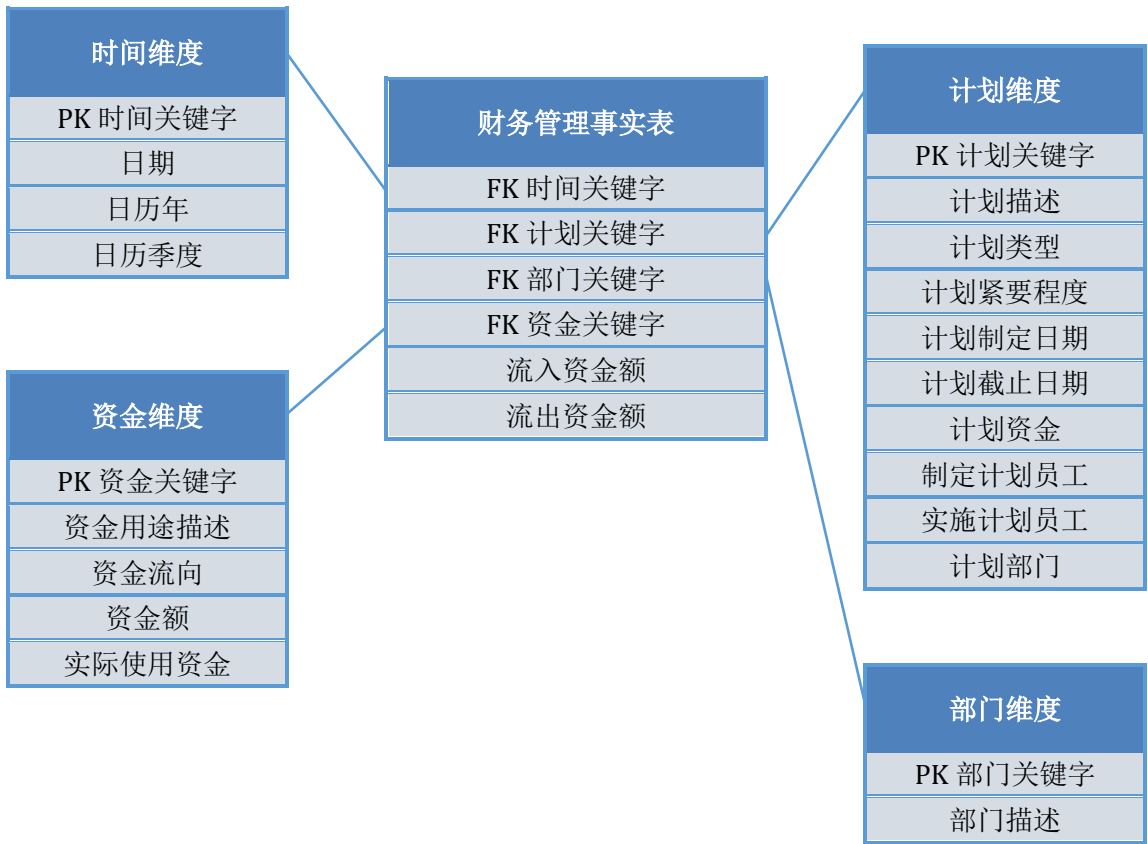 时间维度
PK 时间关键字
日期
日历年
日历季度
资金维度
PK 资金关键字
资金用途描述
资金流向
资金额
实际使用资金
财务管理事实表
FK 时间关键字
FK 计划关键字
FK 部门关键字
FK 资金关键字
流入资金额
流出资金额
计划维度
PK 计划关键字
计划描述
计划类型
计划紧要程度
计划制定日期
计划截止日期
计划资金
制定计划员工
实施计划员工
计划部门
部门维度
PK 部门关键字
部门描述